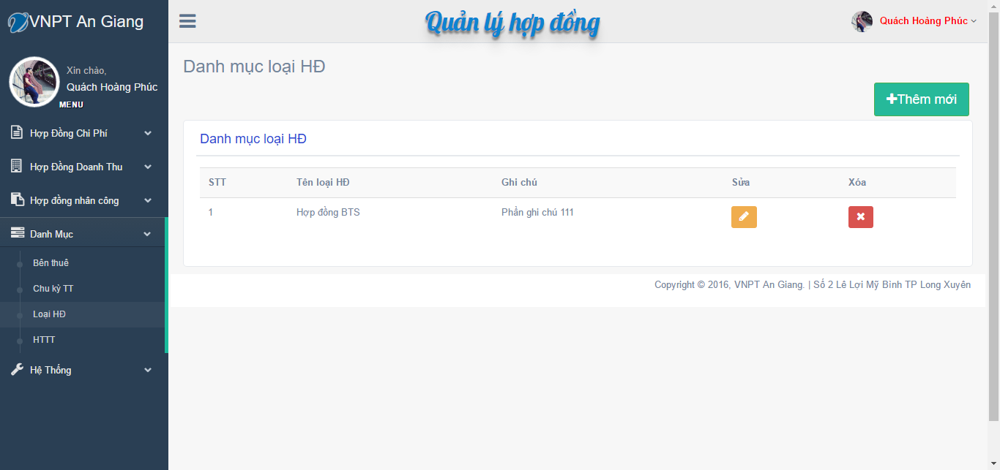 VNPT An Giang
Quản lý hợp đồng
Quách Hoàng Phúc
Xin chào,
Quách Hoàng Phúc
MENU
Hợp Đồng Chi Phí
Hợp Đồng Doanh Thu
Hợp đồng nhân công
Danh Mục
Bên thuê
Chu kỳ TT
Loại HĐ
HTTT
Hệ Thống
Danh mục loại HĐ
Thêm mới
Danh mục loại HĐ
STT Tên loại HĐ Ghi chú Sửa Xóa
1 Hợp đồng BTS Phần ghi chú 111
Copyright © 2016, VNPT An Giang. | Số 2 Lê Lợi Mỹ Bình TP Long Xuyên